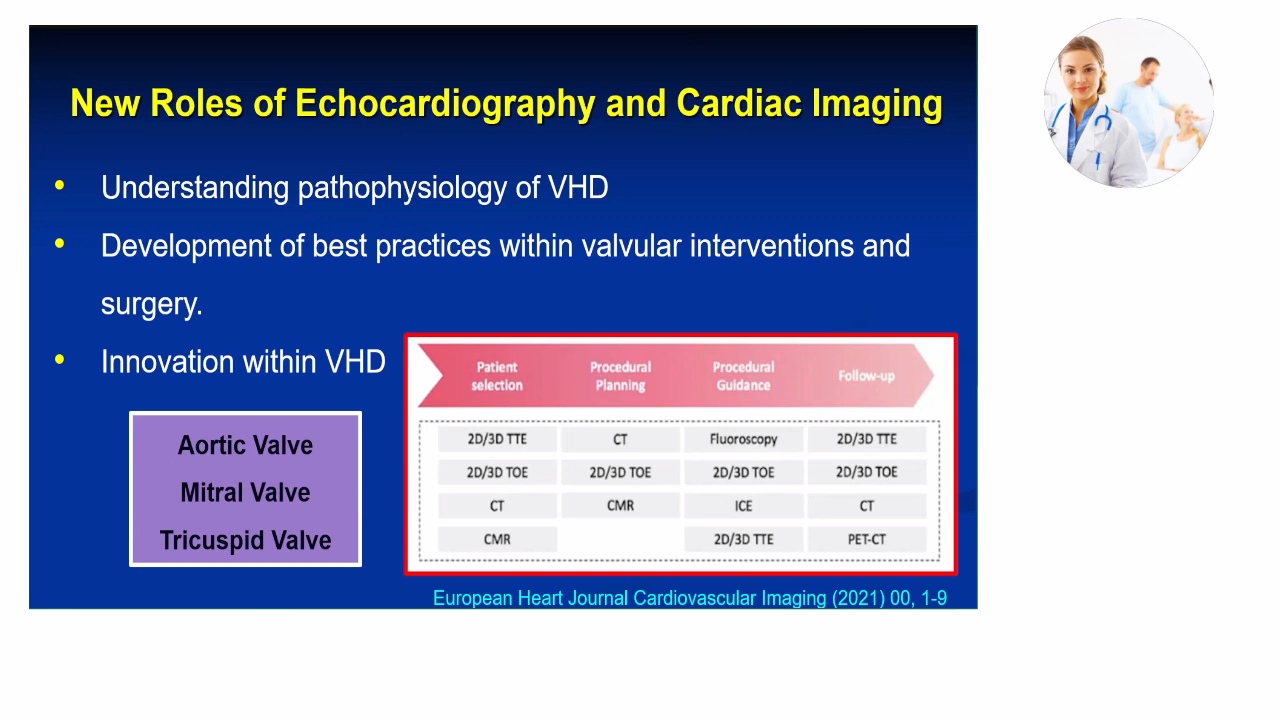 New Roles of Echocardiography and Cardiac Imaging
• Understanding pathophysiology of VHD
• Development of best practices within valvular interventions and
surgery.
• Innovation within VHD
Aortic Valve
Mitral Valve
Tricuspid Valve
Patient selection Procedural Planning Procedural Guidance Follow-up
2D/3D TTE CT Fluoroscopy 2D/3D TTE
2D/3D TOE 2D/3D TOE 2D/3D TOE 2D/3D TOE
CT CMR ICE CT
CMR 2D/3D TTE PET-CT
European Heart Journal Cardiovascular Imaging (2021) 00, 1-9